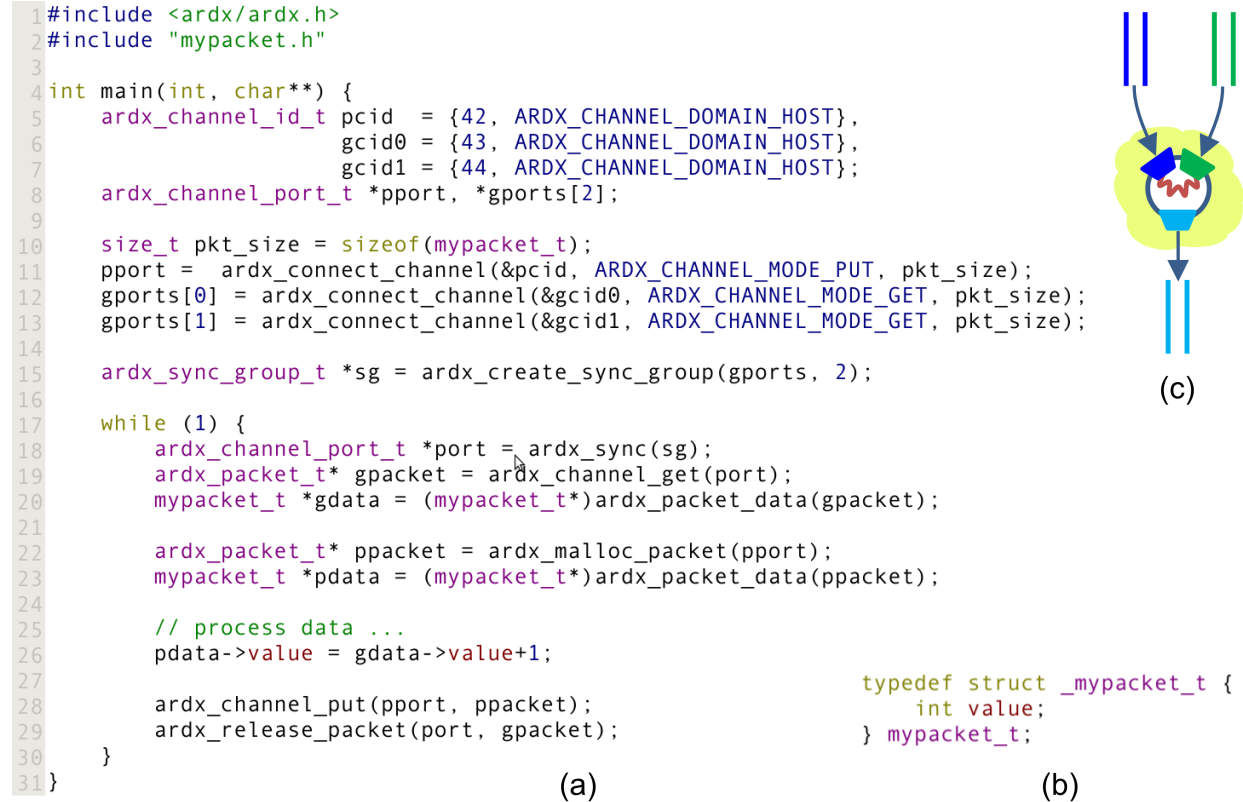 1 #include <ardx/ardx.h>
2 #include "mypacket.h"
3
4 int main(int, char**) {
5     ardx_channel_id_t pcid  = {42, ARDX_CHANNEL_DOMAIN_HOST},
6                       gcid0 = {43, ARDX_CHANNEL_DOMAIN_HOST},
7                       gcid1 = {44, ARDX_CHANNEL_DOMAIN_HOST};
8     ardx_channel_port_t *pport, *gports[2];
9
10     size_t pkt_size = sizeof(mypacket_t);
11     pport =  ardx_connect_channel(&pcid, ARDX_CHANNEL_MODE_PUT, pkt_size);
12     gports[0] = ardx_connect_channel(&gcid0, ARDX_CHANNEL_MODE_GET, pkt_size);
13     gports[1] = ardx_connect_channel(&gcid1, ARDX_CHANNEL_MODE_GET, pkt_size);
14
15     ardx_sync_group_t *sg = ardx_create_sync_group(gports, 2);
16
17     while (1) {
18         ardx_channel_port_t *port = ardx_sync(sg);
19         ardx_packet_t* gpacket = ardx_channel_get(port);
20         mypacket_t *gdata = (mypacket_t*)ardx_packet_data(gpacket);
21
22         ardx_packet_t* ppacket = ardx_malloc_packet(pport);
23         mypacket_t *pdata = (mypacket_t*)ardx_packet_data(ppacket);
24
25         // process data ...
26         pdata->value = gdata->value+1;
27
28         ardx_channel_put(pport, ppacket);
29         ardx_release_packet(port, gpacket);
30     }
31 }
(a)
typedef struct _mypacket_t {
    int value;
} mypacket_t;
(b)
(c)